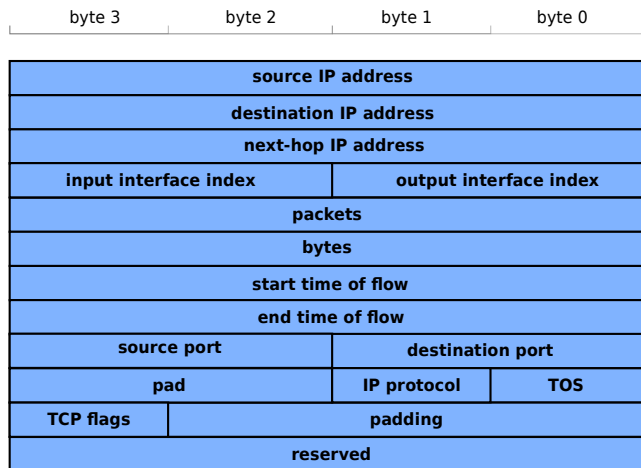 byte 3 byte 2 byte 1 byte 0
source IP address
destination IP address
next-hop IP address
input interface index output interface index
packets
bytes
start time of flow
end time of flow
source port destination port
pad IP protocol TOS
TCP flags padding
reserved